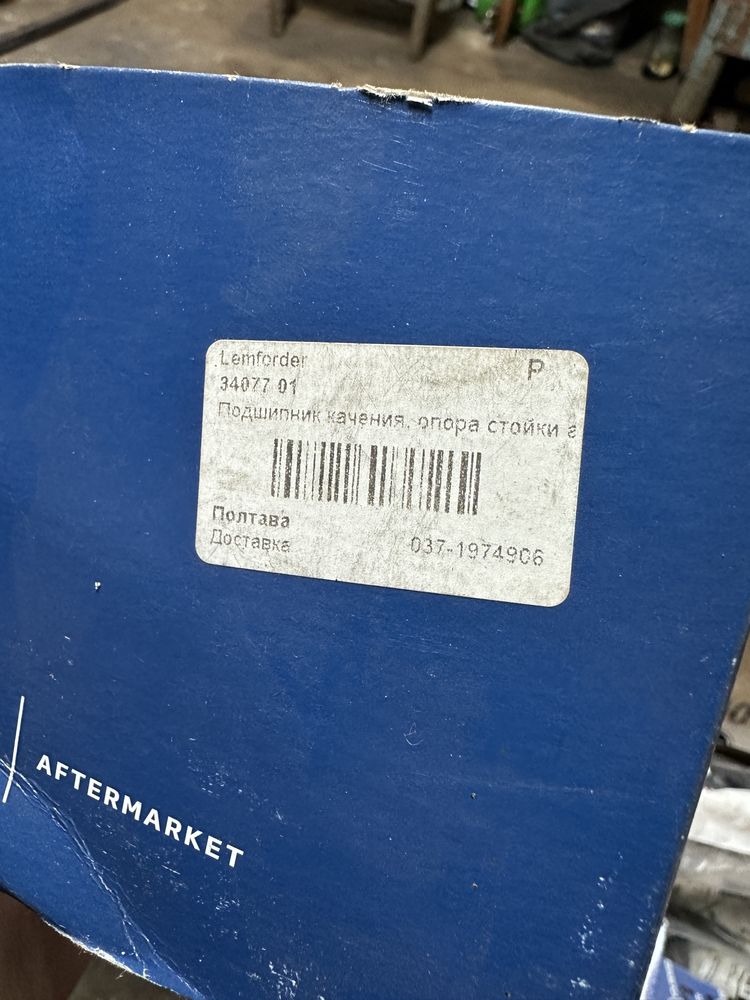 Lemforder
P
34077 01
Подшипник качения, опора стойки а
Полтава
Доставка
037-1974906
AFTERMARKET